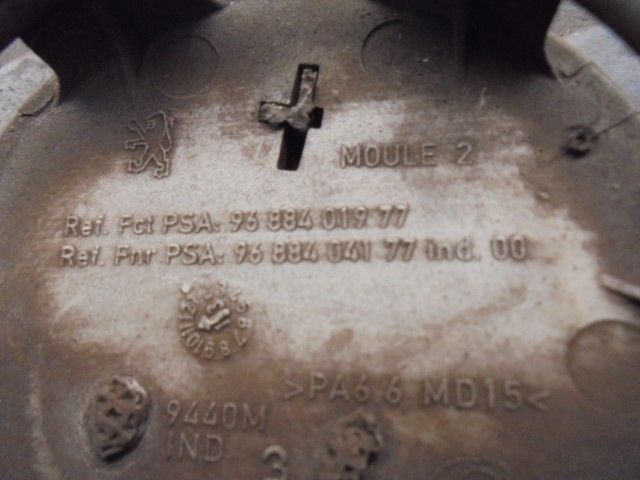 MOULE 2
Ref. Fct PSA: 96 884 019 77
Ref. Fnr PSA: 96 884 041 77 ind. 00
>PA6.6 MD15<
9440M
IND
3